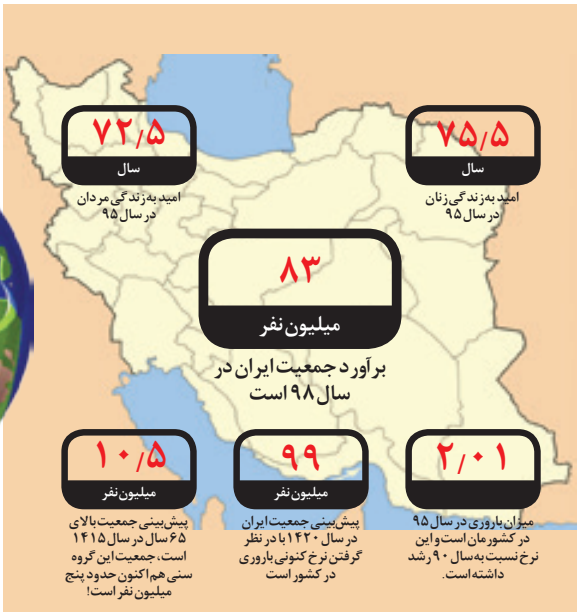 ۷۲٫۵
سال
امید به زندگی مردان
در سال ۹۵
۷۵٫۵
سال
امید به زندگی زنان
در سال ۹۵
۸۳
میلیون نفر
برآورد جمعیت ایران در
سال ۹۸ است
۲٫۰۱
میزان باروری در سال ۹۵
در کشورمان است و این
نرخ نسبت به سال ۹۰ رشد
داشته است.
۹۹
میلیون نفر
پیش‌بینی جمعیت ایران
در سال ۱۴۲۰ با در نظر
گرفتن نرخ کنونی باروری
در کشور است
۱۰٫۵
میلیون نفر
پیش‌بینی جمعیت بالای
۶۵ سال در سال ۱۴۱۵
است، جمعیت این گروه
سنی هم اکنون حدود پنج
میلیون نفر است!